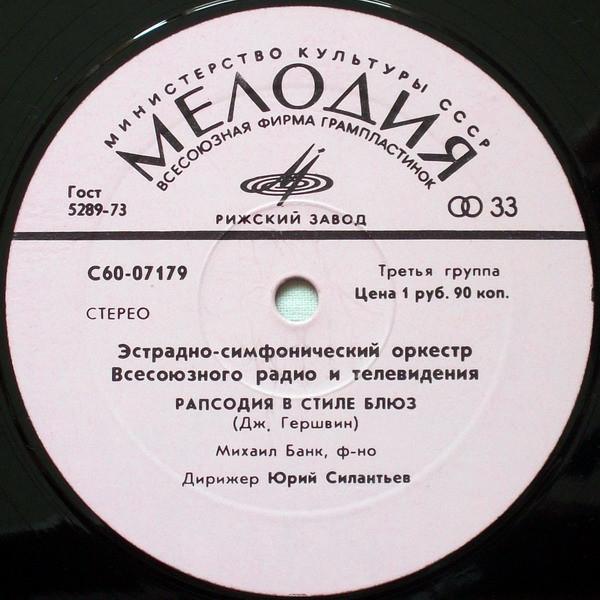 МИНИСТЕРСТВО КУЛЬТУРЫ СССР
МЕЛОДИЯ
ВСЕСОЮЗНАЯ ФИРМА ГРАМПЛАСТИНОК
Гост
5289-73
РИЖСКИЙ ЗАВОД
33
С60-07179
Третья группа
Цена 1 руб. 90 коп.
СТЕРЕО
Эстрадно-симфонический оркестр
Всесоюзного радио и телевидения
РАПСОДИЯ В СТИЛЕ БЛЮЗ
(Дж. Гершвин)
Михаил Банк, ф-но
Дирижер Юрий Силантьев